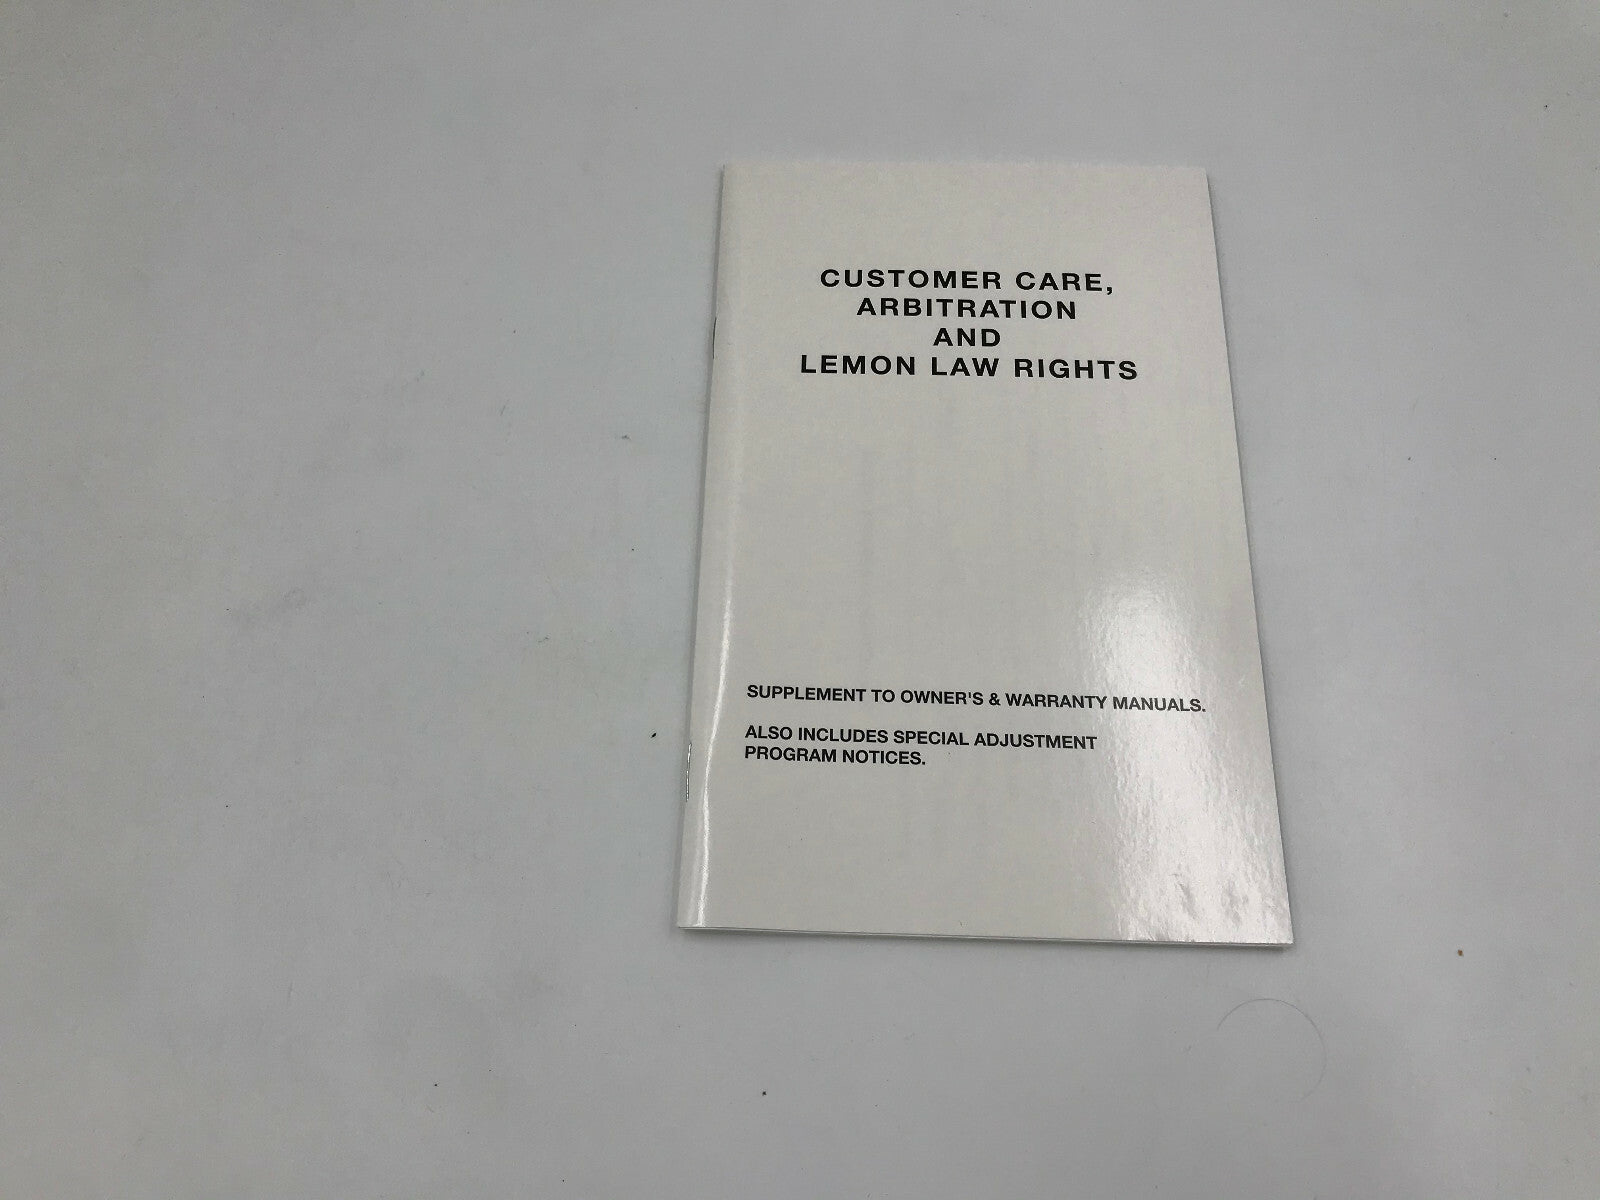 CUSTOMER CARE,
ARBITRATION
AND
LEMON LAW RIGHTS
SUPPLEMENT TO OWNER'S & WARRANTY MANUALS.
ALSO INCLUDES SPECIAL ADJUSTMENT
PROGRAM NOTICES.